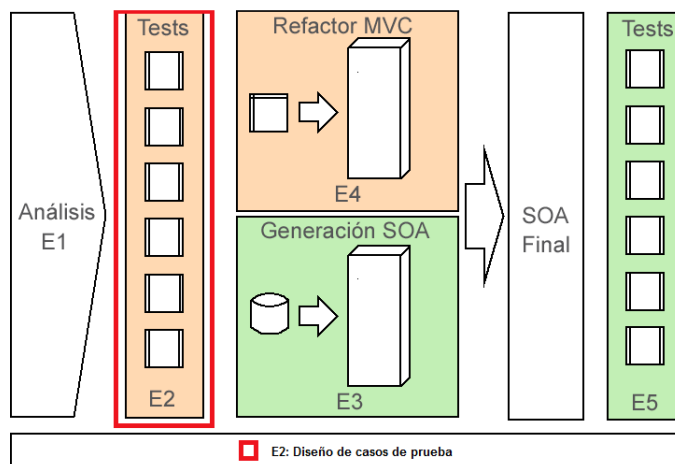 Análisis
E1
Tests
E2
Refactor MVC
E4
Generación SOA
E3
SOA
Final
Tests
E5
E2: Diseño de casos de prueba